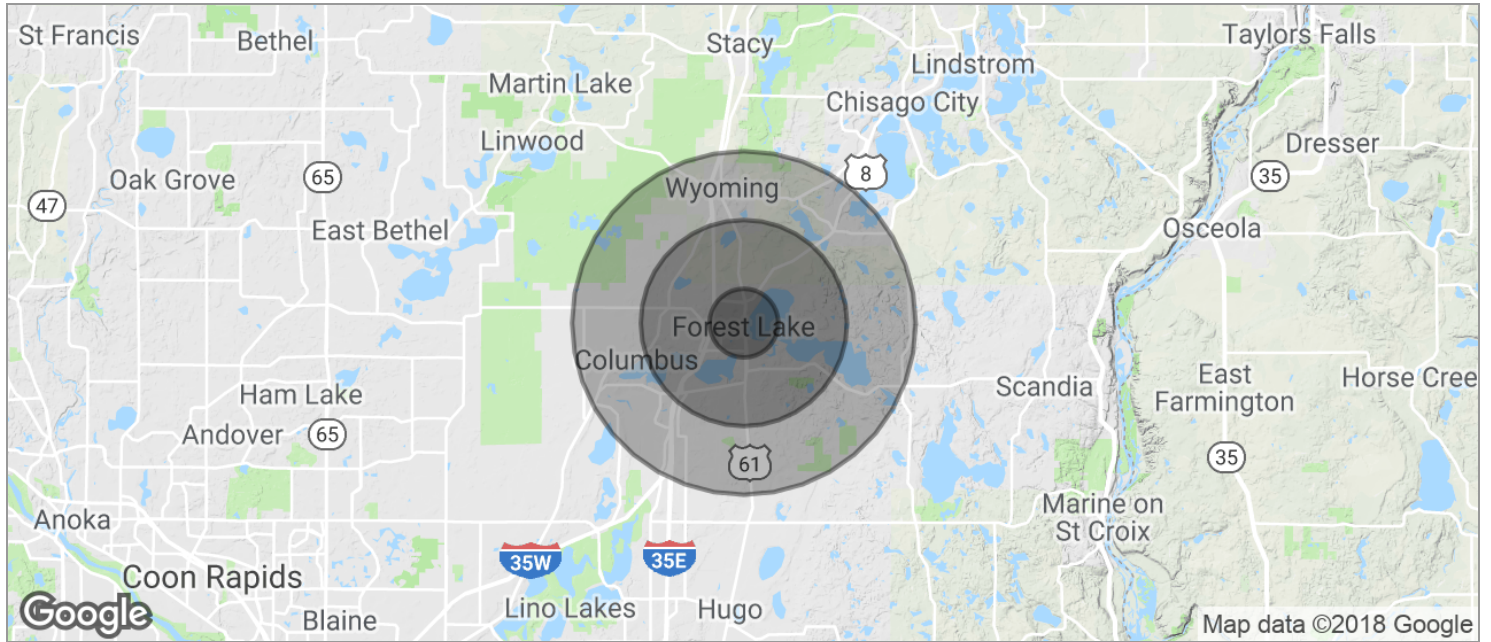 St Francis
Bethel
Stacy
Taylors Falls
Lindstrom
Martin Lake
Chisago City
Linwood
Dresser
8
65
35
Oak Grove
Wyoming
47
East Bethel
Osceola
Forest Lake
Columbus
Scandia
East
Farmington
Horse Cree
Ham Lake
Andover
65
61
35
Marine on
St Croix
Anoka
35W
35E
Coon Rapids
Lino Lakes
Hugo
Blaine
Google
Map data ©2018 Google